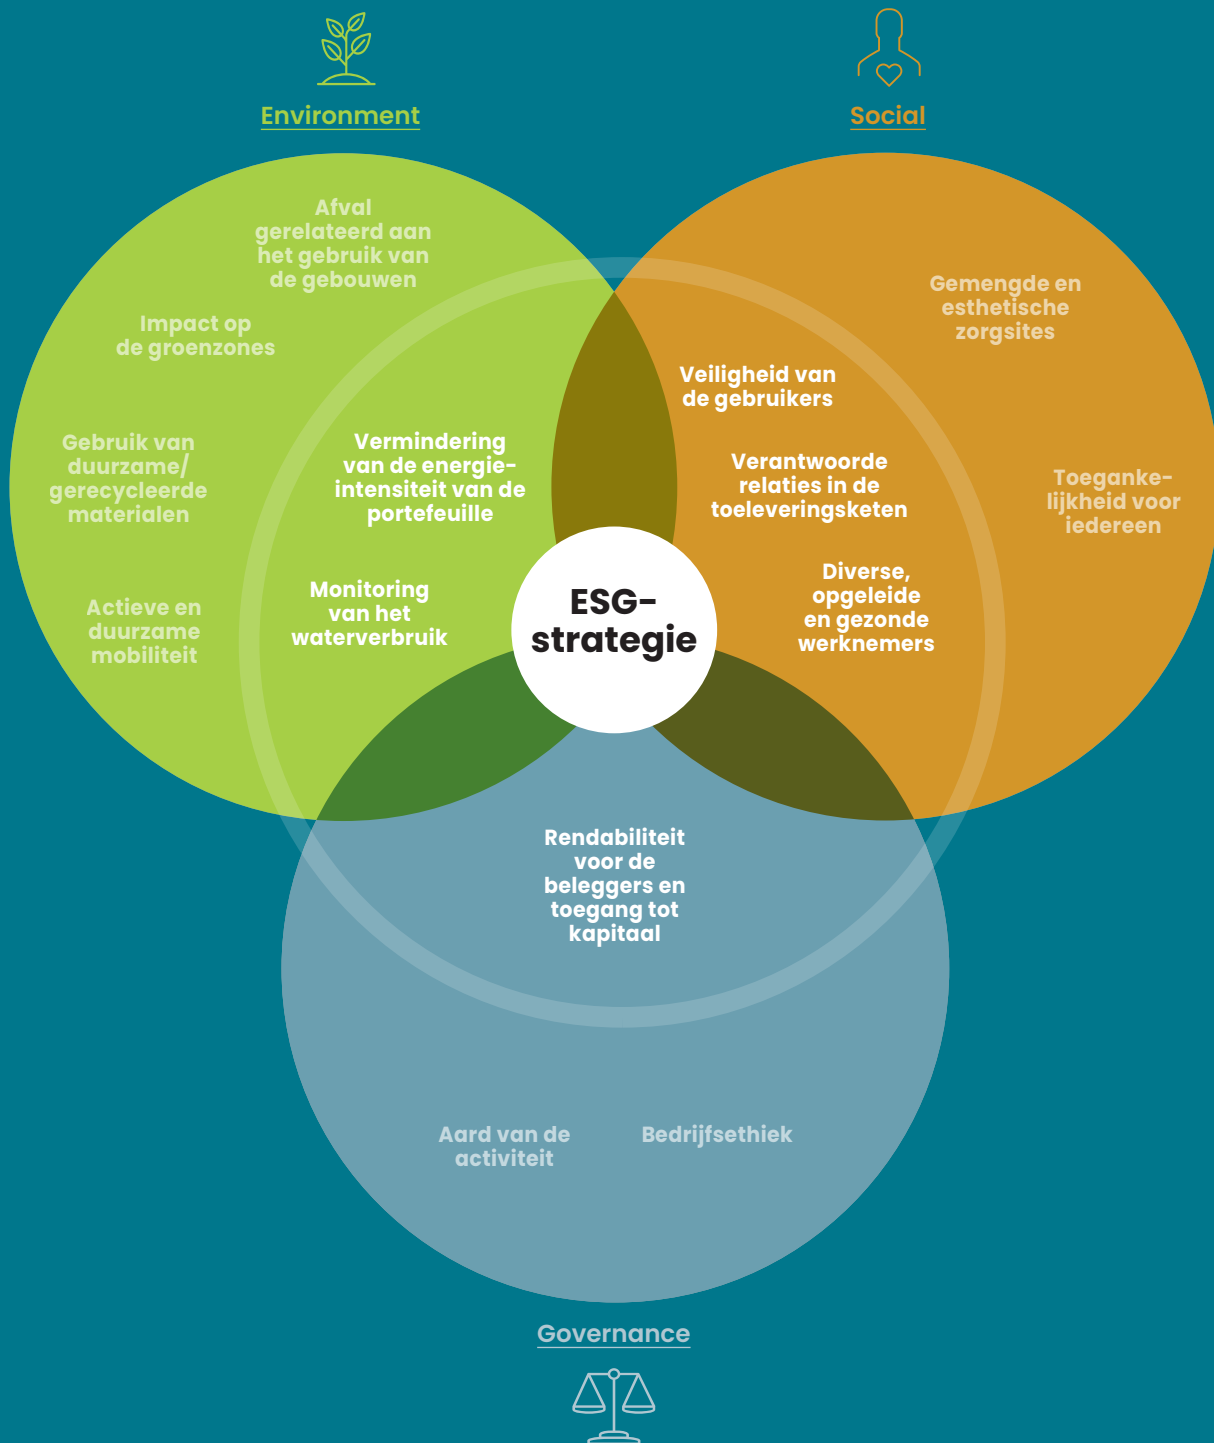 Environment
Social
Afval
gerelateerd aan
het gebruik van
de gebouwen
Impact op
de groenzones
Gebruik van
duurzame/
gerecycleerde
materialen
Actieve en
duurzame
mobiliteit
Vermindering
van de energie-
intensiteit van de
portefeuille
Monitoring
van het
waterverbruik
Gemengde en
esthetische
zorgsites
Veiligheid van
de gebruikers
Verantwoorde
relaties in de
toeleveringsketen
Toeganke-
lijkheid voor
iedereen
Diverse,
opgeleide
en gezonde
werknemers
ESG-
strategie
Rendabiliteit
voor de
beleggers en
toegang tot
kapitaal
Aard van de
activiteit
Bedrijfsethiek
Governance